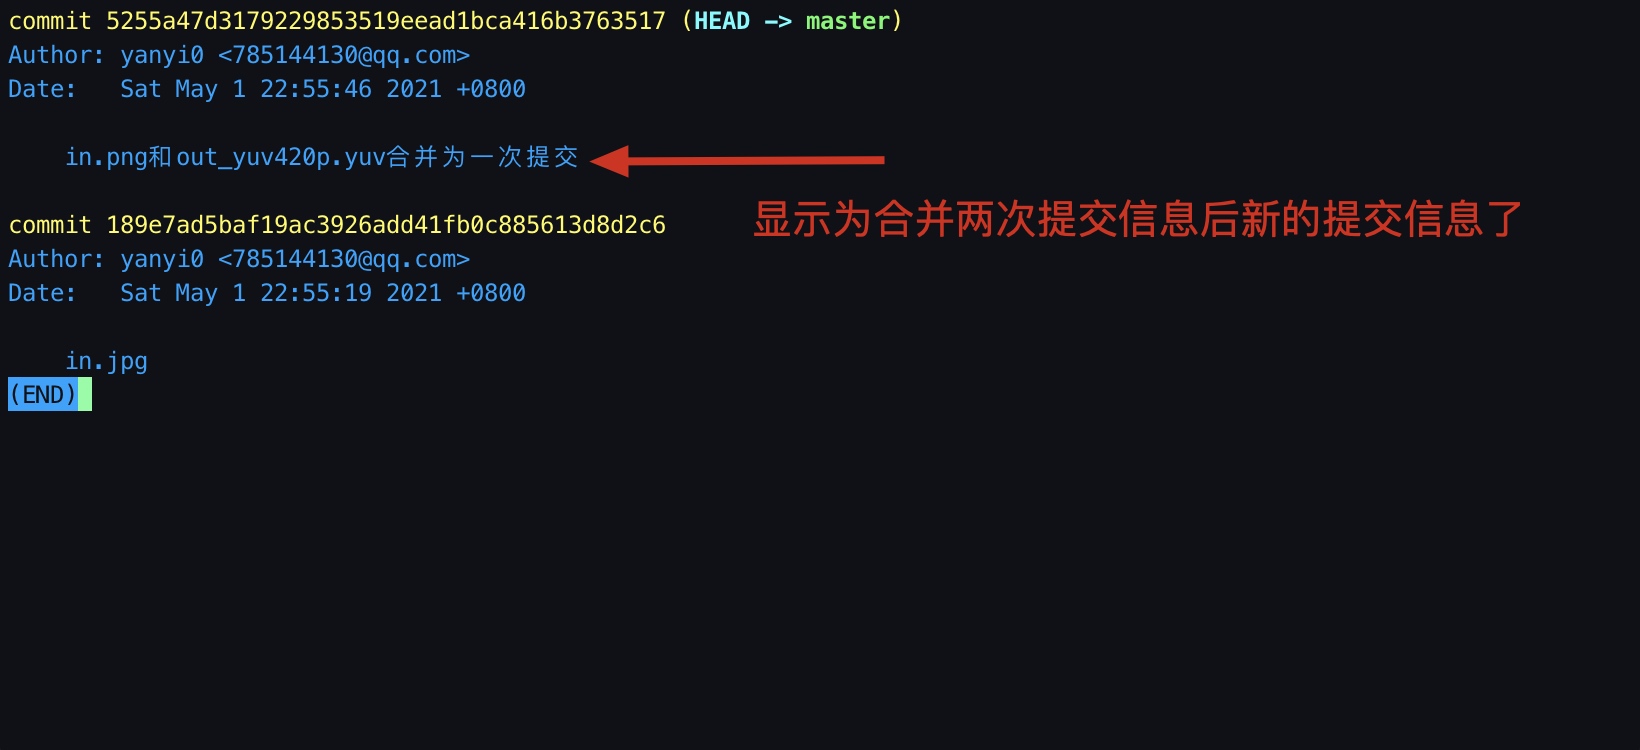 commit 5255a47d3179229853519eead1bca416b3763517 (HEAD -> master)
Author: yanyi0 <785144130@qq.com>
Date:   Sat May 1 22:55:46 2021 +0800
in.png和out_yuv420p.yuv合并为一次提交
显示为合并两次提交信息后新的提交信息了
commit 189e7ad5baf19ac3926add41fb0c885613d8d2c6
Author: yanyi0 <785144130@qq.com>
Date:   Sat May 1 22:55:19 2021 +0800
in.jpg
(END)